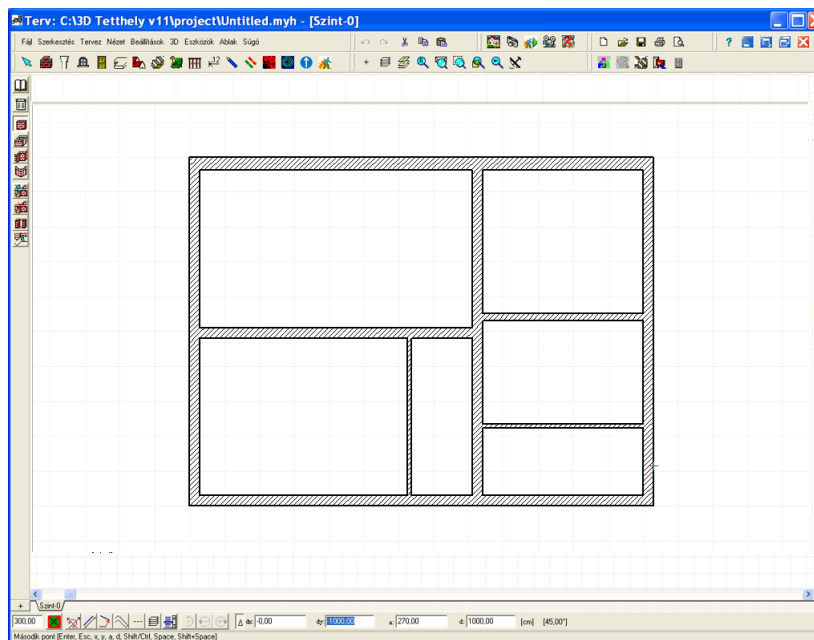 Terv: C:\3D Tetthely v11\project\Untitled.myh - [Szint-0]
Fájl Szerkesztés Tervez Nézet Beállítások 3D Eszközök Ablak Súgó
Szint-0
300,00 Δ dx: -0,00 dy: -1000,00 a: 270,00 d: 1000,00 [cm] [45,00°]
Második pont [Enter, Esc, x, y, a, d, Shift/Ctrl, Space, Shift+Space]